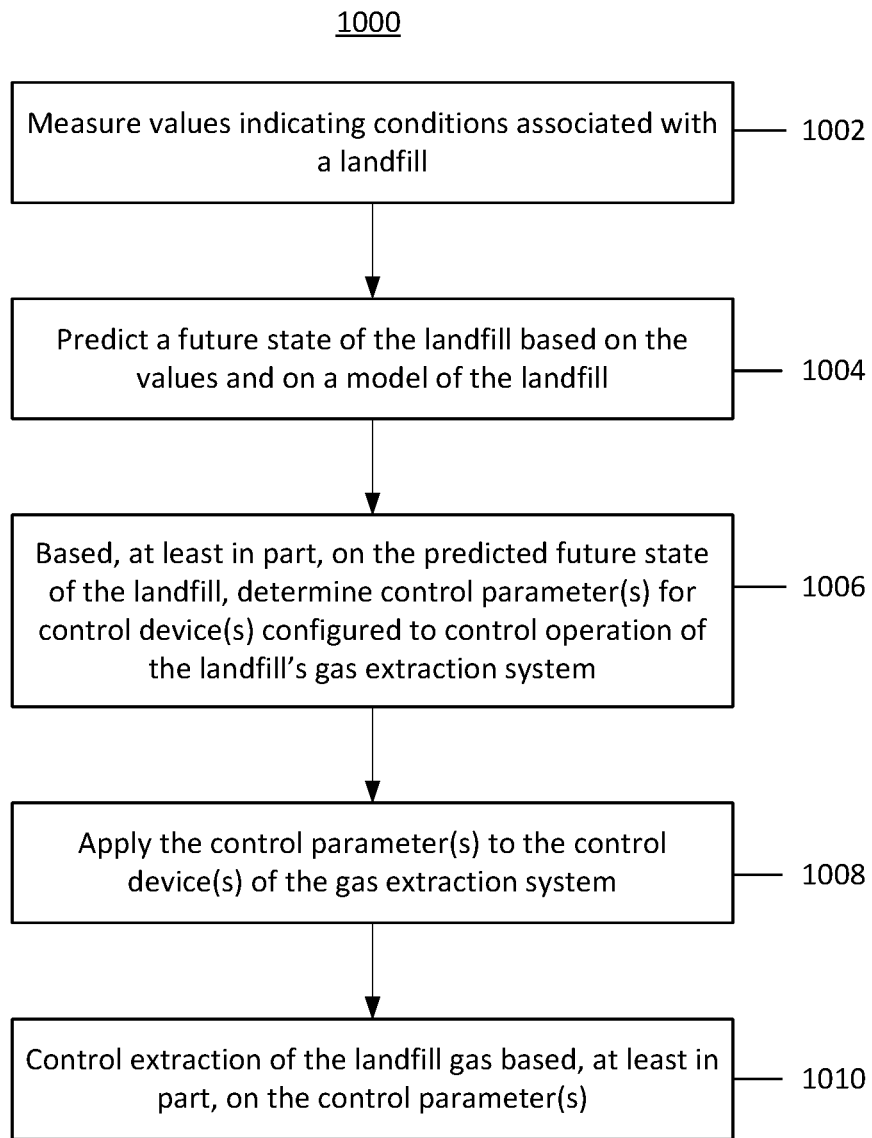 1000
Measure values indicating conditions associated with
a landfill
1002
Predict a future state of the landfill based on the
values and on a model of the landfill
1004
Based, at least in part, on the predicted future state
of the landfill, determine control parameter(s) for
control device(s) configured to control operation of
the landfill’s gas extraction system
1006
Apply the control parameter(s) to the control
device(s) of the gas extraction system
1008
Control extraction of the landfill gas based, at least in
part, on the control parameter(s)
1010